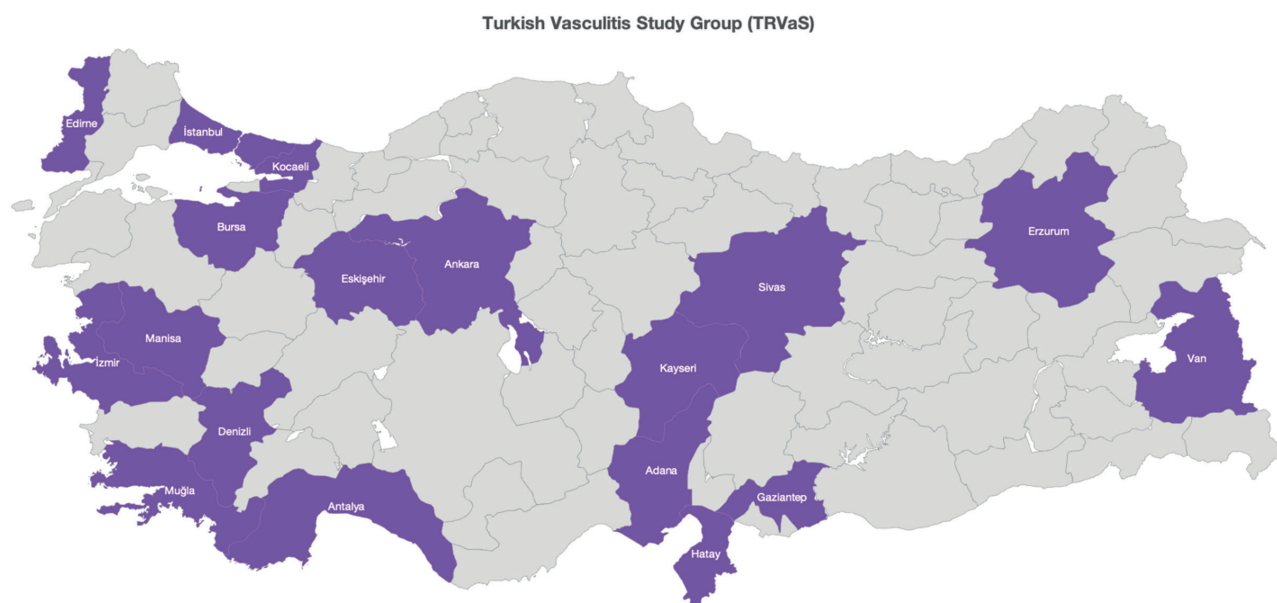 Turkish Vasculitis Study Group (TRVaS)
Edirne
İstanbul
Kocaeli
Bursa
Eskişehir
Ankara
Sivas
Erzurum
Manisa
İzmir
Kayseri
Van
Denizli
Adana
Muğla
Antalya
Gaziantep
Hatay